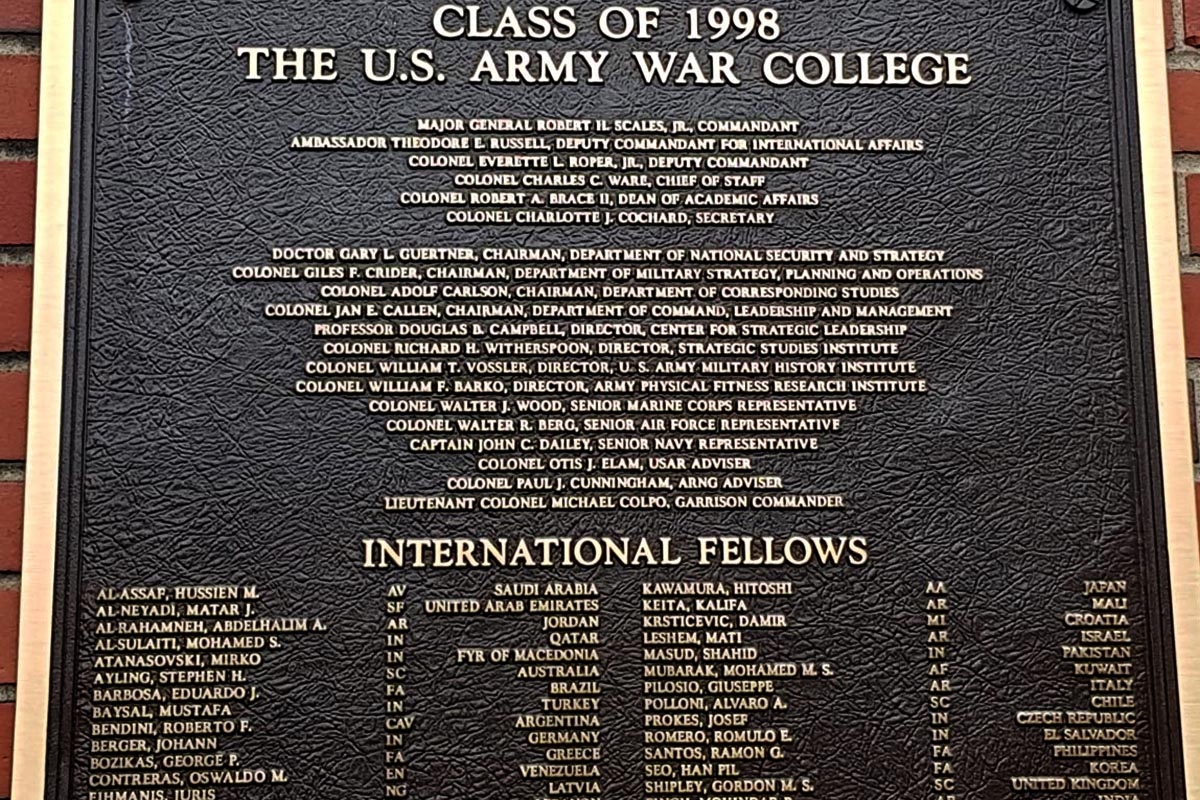 CLASS OF 1998
THE U.S. ARMY WAR COLLEGE
MAJOR GENERAL ROBERT H. SCALES, JR., COMMANDANT
AMBASSADOR THEODORE E. RUSSELL, DEPUTY COMMANDANT FOR INTERNATIONAL AFFAIRS
COLONEL EVERETTE L. ROPER, JR., DEPUTY COMMANDANT
COLONEL CHARLES C. WARE, CHIEF OF STAFF
COLONEL ROBERT A. BRACE II, DEAN OF ACADEMIC AFFAIRS
COLONEL CHARLOTTE J. COCHARD, SECRETARY
DOCTOR GARY L. GUERTNER, CHAIRMAN, DEPARTMENT OF NATIONAL SECURITY AND STRATEGY
COLONEL GILES F. CRIDER, CHAIRMAN, DEPARTMENT OF MILITARY STRATEGY, PLANNING AND OPERATIONS
COLONEL ADOLF CARLSON, CHAIRMAN, DEPARTMENT OF CORRESPONDING STUDIES
COLONEL JAN E. CALLEN, CHAIRMAN, DEPARTMENT OF COMMAND, LEADERSHIP AND MANAGEMENT
PROFESSOR DOUGLAS B. CAMPBELL, DIRECTOR, CENTER FOR STRATEGIC LEADERSHIP
COLONEL RICHARD H. WITHERSPOON, DIRECTOR, STRATEGIC STUDIES INSTITUTE
COLONEL WILLIAM T. VOSSLER, DIRECTOR, U. S. ARMY MILITARY HISTORY INSTITUTE
COLONEL WILLIAM F. BARKO, DIRECTOR, ARMY PHYSICAL FITNESS RESEARCH INSTITUTE
COLONEL WALTER J. WOOD, SENIOR MARINE CORPS REPRESENTATIVE
COLONEL WALTER R. BERG, SENIOR AIR FORCE REPRESENTATIVE
CAPTAIN JOHN C. DAILEY, SENIOR NAVY REPRESENTATIVE
COLONEL OTIS J. ELAM, USAR ADVISER
COLONEL PAUL J. CUNNINGHAM, ARNG ADVISER
LIEUTENANT COLONEL MICHAEL COLPO, GARRISON COMMANDER
INTERNATIONAL FELLOWS
AL-ASSAF, HUSSIEN M. AV SAUDI ARABIA KAWAMURA, HITOSHI AA JAPAN
AL-NEYADI, MATAR J. SF UNITED ARAB EMIRATES KEITA, KALIFA AR MALI
AL-RAHAMNEH, ABDELHALIM A. AR JORDAN KRSTICEVIC, DAMIR MI CROATIA
AL-SULAITI, MOHAMED S. IN QATAR LESHEM, MATI AR ISRAEL
ATANASOVSKI, MIRKO IN FYR OF MACEDONIA MASUD, SHAHID IN PAKISTAN
AYLING, STEPHEN H. SC AUSTRALIA MUBARAK, MOHAMED M. S. AF KUWAIT
BARBOSA, EDUARDO J. FA BRAZIL PILOSIO, GIUSEPPE AR ITALY
BAYSAL, MUSTAFA IN TURKEY POLLONI, ALVARO A. SC CHILE
BENDINI, ROBERTO F. CAV ARGENTINA PROKES, JOSEF IN CZECH REPUBLIC
BERGER, JOHANN IN GERMANY ROMERO, ROMULO E. IN EL SALVADOR
BOZIKAS, GEORGE P. FA GREECE SANTOS, RAMON G. FA PHILIPPINES
CONTRERAS, OSWALDO M. EN VENEZUELA SEO, HAN PIL FA KOREA
EIHMANIS, JURIS NG LATVIA SHIPLEY, GORDON M. S. SC UNITED KINGDOM